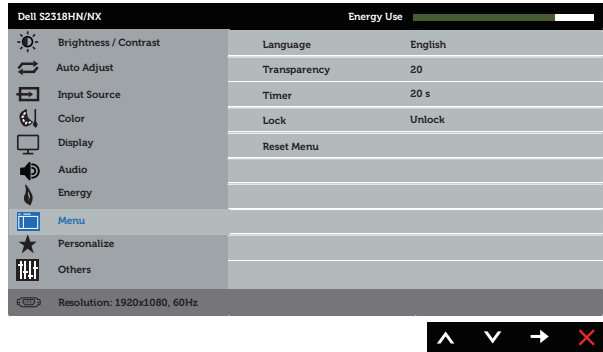 Dell S2318HN/NX Energy Use
Brightness / Contrast
Auto Adjust
Input Source
Color
Display
Audio
Energy
Menu
Personalize
Others
Language English
Transparency 20
Timer 20 s
Lock Unlock
Reset Menu
Resolution: 1920x1080, 60Hz